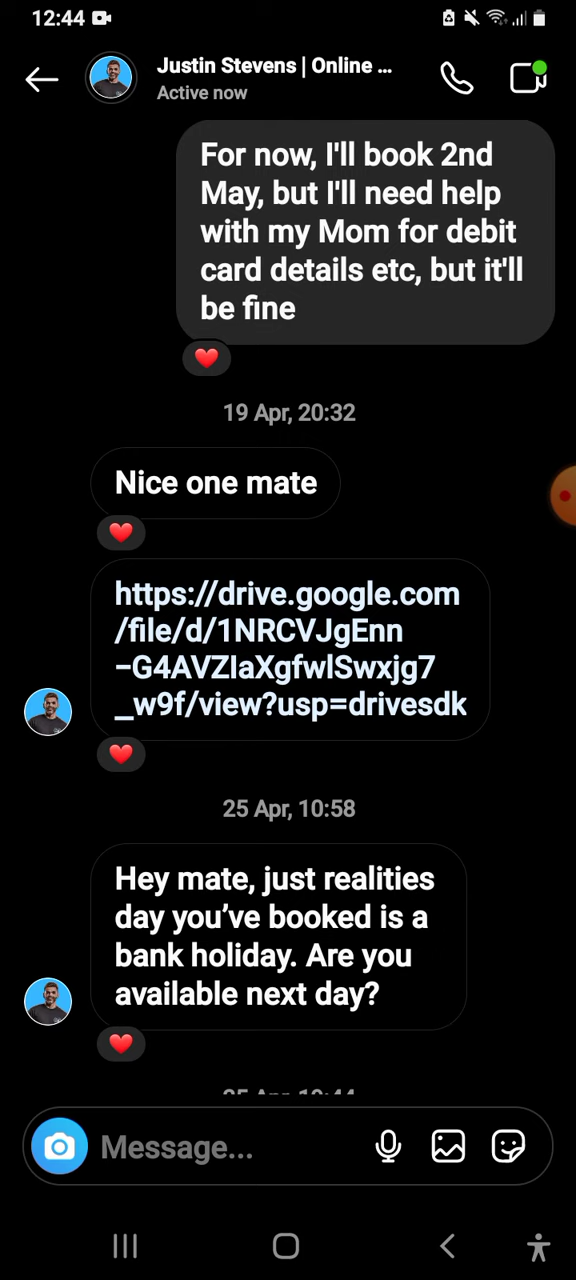 12:44
Justin Stevens | Online ...
Active now
For now, I'll book 2nd
May, but I'll need help
with my Mom for debit
card details etc, but it'll
be fine
19 Apr, 20:32
Nice one mate
https://drive.google.com
/file/d/1NRCVJgEnn
-G4AVZIaXgfwlSwxjg7
_w9f/view?usp=drivesdk
25 Apr, 10:58
Hey mate, just realities
day you've booked is a
bank holiday. Are you
available next day?
Message...